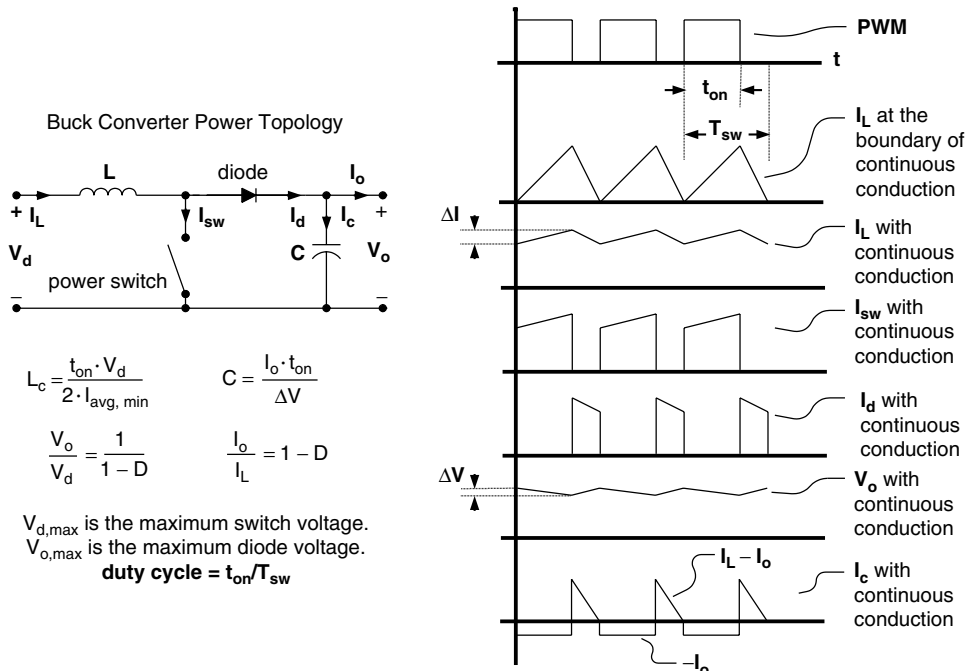 Buck Converter Power Topology
L
diode
I_o
+
I_L
I_sw
I_d
I_c
+
V_d
power switch
C
V_o
–
–
L_c = t_on · V_d / 2 · I_avg, min
C = I_o · t_on / ΔV
V_o / V_d = 1 / 1 – D
I_o / I_L = 1 – D
V_d,max is the maximum switch voltage.
V_o,max is the maximum diode voltage.
duty cycle = t_on/T_sw
PWM
t
t_on
T_sw
I_L at the
boundary of
continuous
conduction
ΔI
I_L with
continuous
conduction
I_sw with
continuous
conduction
I_d with
continuous
conduction
ΔV
V_o with
continuous
conduction
I_L – I_o
I_c with
continuous
conduction
–I_o